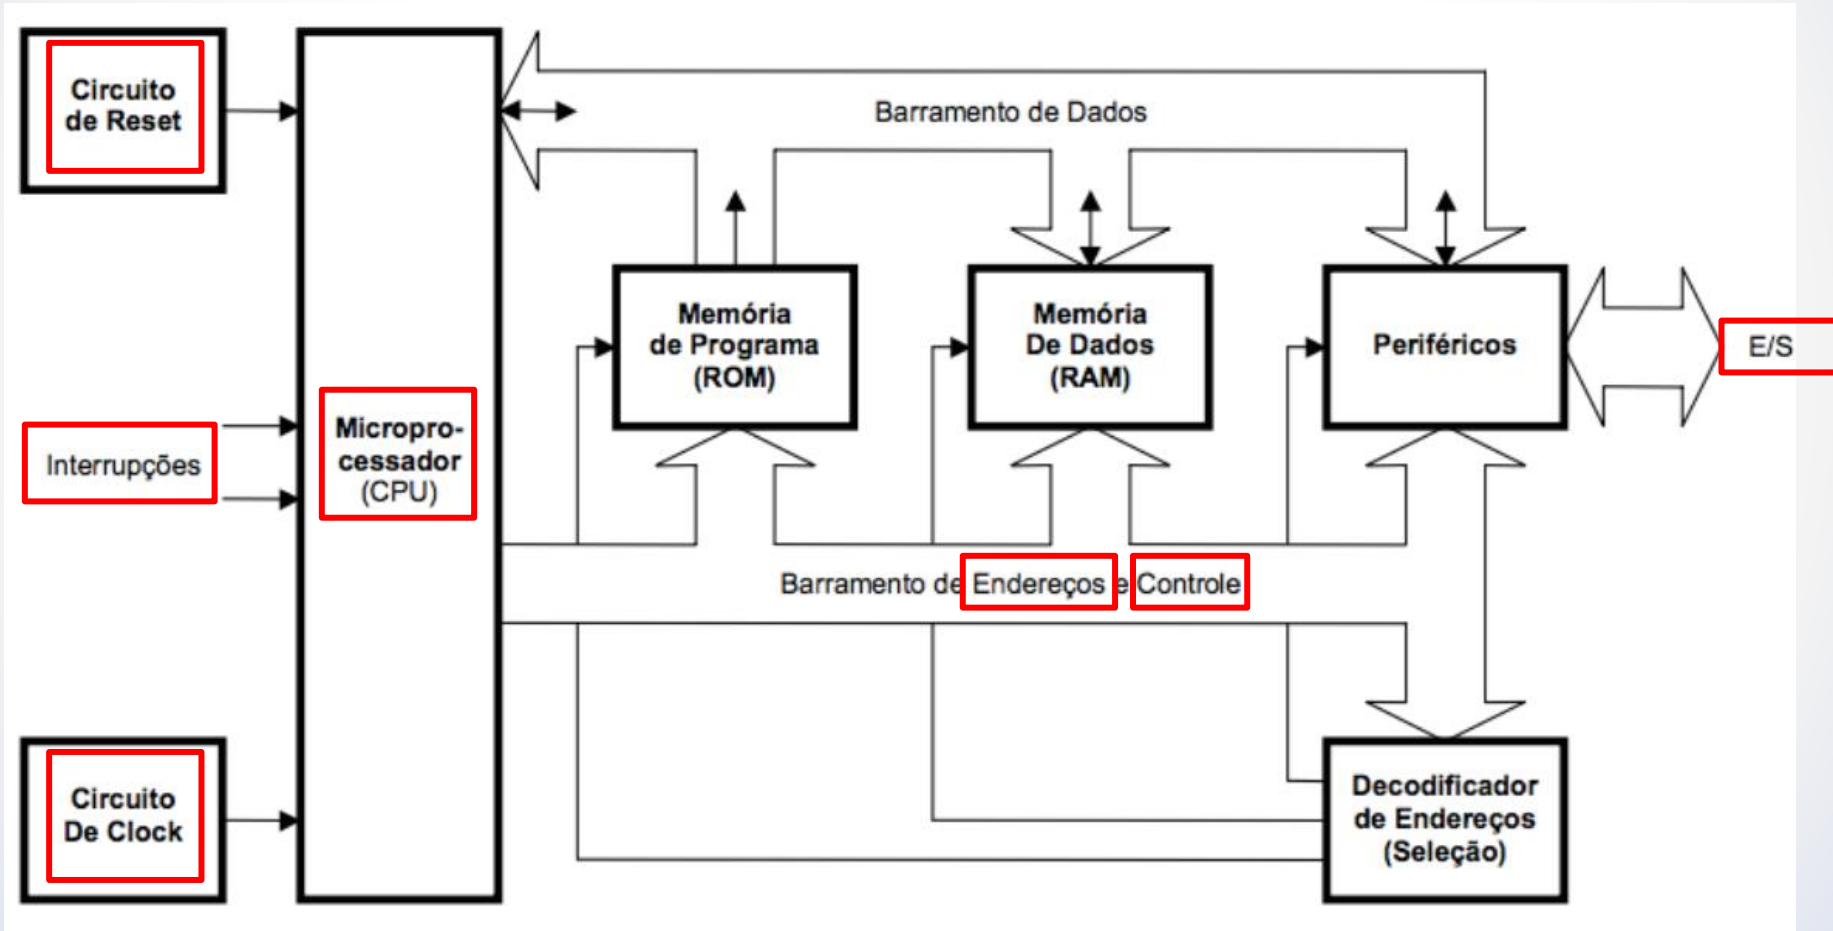 Circuito
de Reset
Barramento de Dados
Memória
de Programa
(ROM)
Memória
De Dados
(RAM)
Periféricos
E/S
Interrupções
Micropro-
cessador
(CPU)
Barramento de Endereços e Controle
Circuito
De Clock
Decodificador
de Endereços
(Seleção)